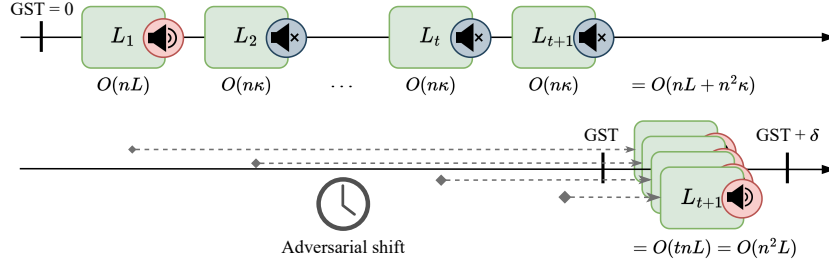 GST = 0
L₁ L₂ Lₜ Lₜ₊₁
O(nL) O(nκ) ... O(nκ) O(nκ) = O(nL + n²κ)
GST GST + δ
Lₜ₊₁
Adversarial shift
= O(tnL) = O(n²L)